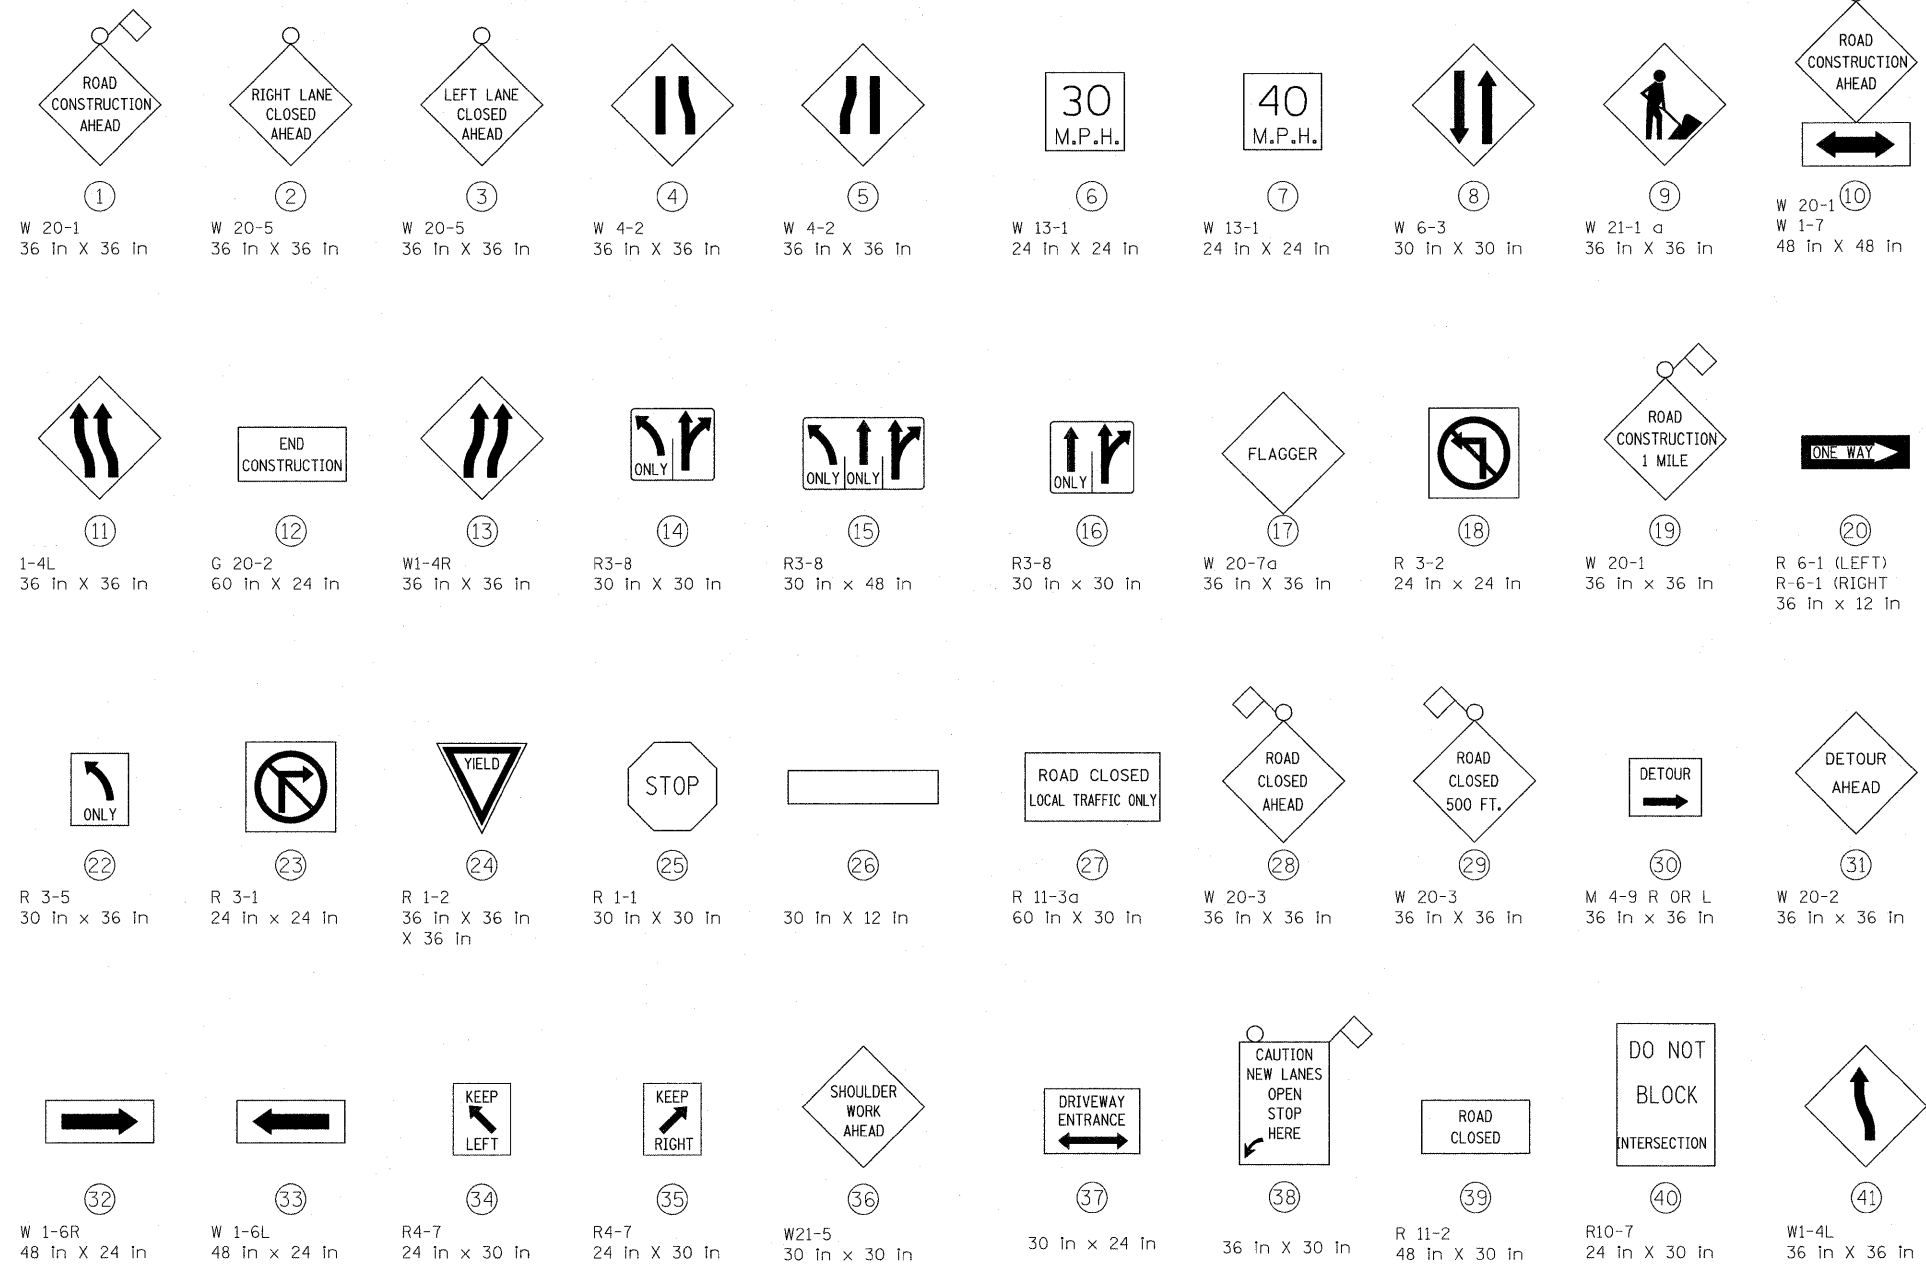 ROAD
CONSTRUCTION
AHEAD
1
W 20-1
36 in X 36 in
RIGHT LANE
CLOSED
AHEAD
2
W 20-5
36 in X 36 in
LEFT LANE
CLOSED
AHEAD
3
W 20-5
36 in X 36 in
4
W 4-2
36 in X 36 in
5
W 4-2
36 in X 36 in
30
M.P.H.
6
W 13-1
24 in X 24 in
40
M.P.H.
7
W 13-1
24 in X 24 in
8
W 6-3
30 in X 30 in
9
W 21-1 a
36 in X 36 in
ROAD
CONSTRUCTION
AHEAD
10
W 20-1
W 1-7
48 in X 48 in
11
1-4L
36 in X 36 in
END
CONSTRUCTION
12
G 20-2
60 in X 24 in
13
W1-4R
36 in X 36 in
ONLY
14
R3-8
30 in X 30 in
ONLY ONLY
15
R3-8
30 in x 48 in
ONLY
16
R3-8
30 in x 30 in
FLAGGER
17
W 20-7a
36 in X 36 in
18
R 3-2
24 in x 24 in
ROAD
CONSTRUCTION
1 MILE
19
W 20-1
36 in x 36 in
ONE WAY
20
R 6-1 (LEFT)
R-6-1 (RIGHT
36 in x 12 in
ONLY
22
R 3-5
30 in x 36 in
23
R 3-1
24 in x 24 in
YIELD
24
R 1-2
36 in X 36 in
X 36 in
STOP
25
R 1-1
30 in X 30 in
26
30 in X 12 in
ROAD CLOSED
LOCAL TRAFFIC ONLY
27
R 11-3a
60 in X 30 in
ROAD
CLOSED
AHEAD
28
W 20-3
36 in X 36 in
ROAD
CLOSED
500 FT.
29
W 20-3
36 in X 36 in
DETOUR
30
M 4-9 R OR L
36 in x 36 in
DETOUR
AHEAD
31
W 20-2
36 in x 36 in
32
W 1-6R
48 in X 24 in
33
W 1-6L
48 in x 24 in
KEEP
LEFT
34
R4-7
24 in x 30 in
KEEP
RIGHT
35
R4-7
24 in X 30 in
SHOULDER
WORK
AHEAD
36
W21-5
30 in x 30 in
DRIVEWAY
ENTRANCE
37
30 in x 24 in
CAUTION
NEW LANES
OPEN
STOP
HERE
38
36 in X 30 in
ROAD
CLOSED
39
R 11-2
48 in X 30 in
DO NOT
BLOCK
INTERSECTION
40
R10-7
24 in X 30 in
41
W1-4L
36 in X 36 in